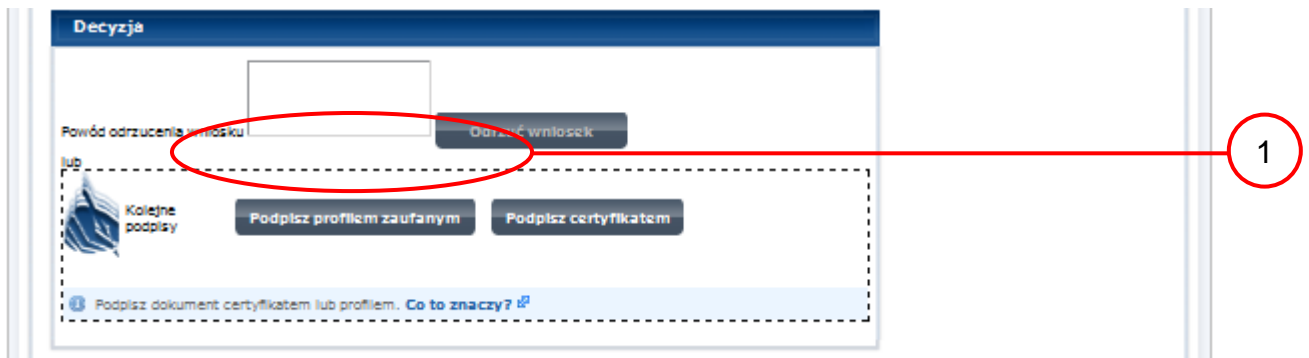 Decyzja
Powód odrzucenia wniosku
Odrzuć wniosek
1
lub
Kolejne
podpisy
Podpisz profilem zaufanym
Podpisz certyfikatem
Podpisz dokument certyfikatem lub profilem. Co to znaczy?